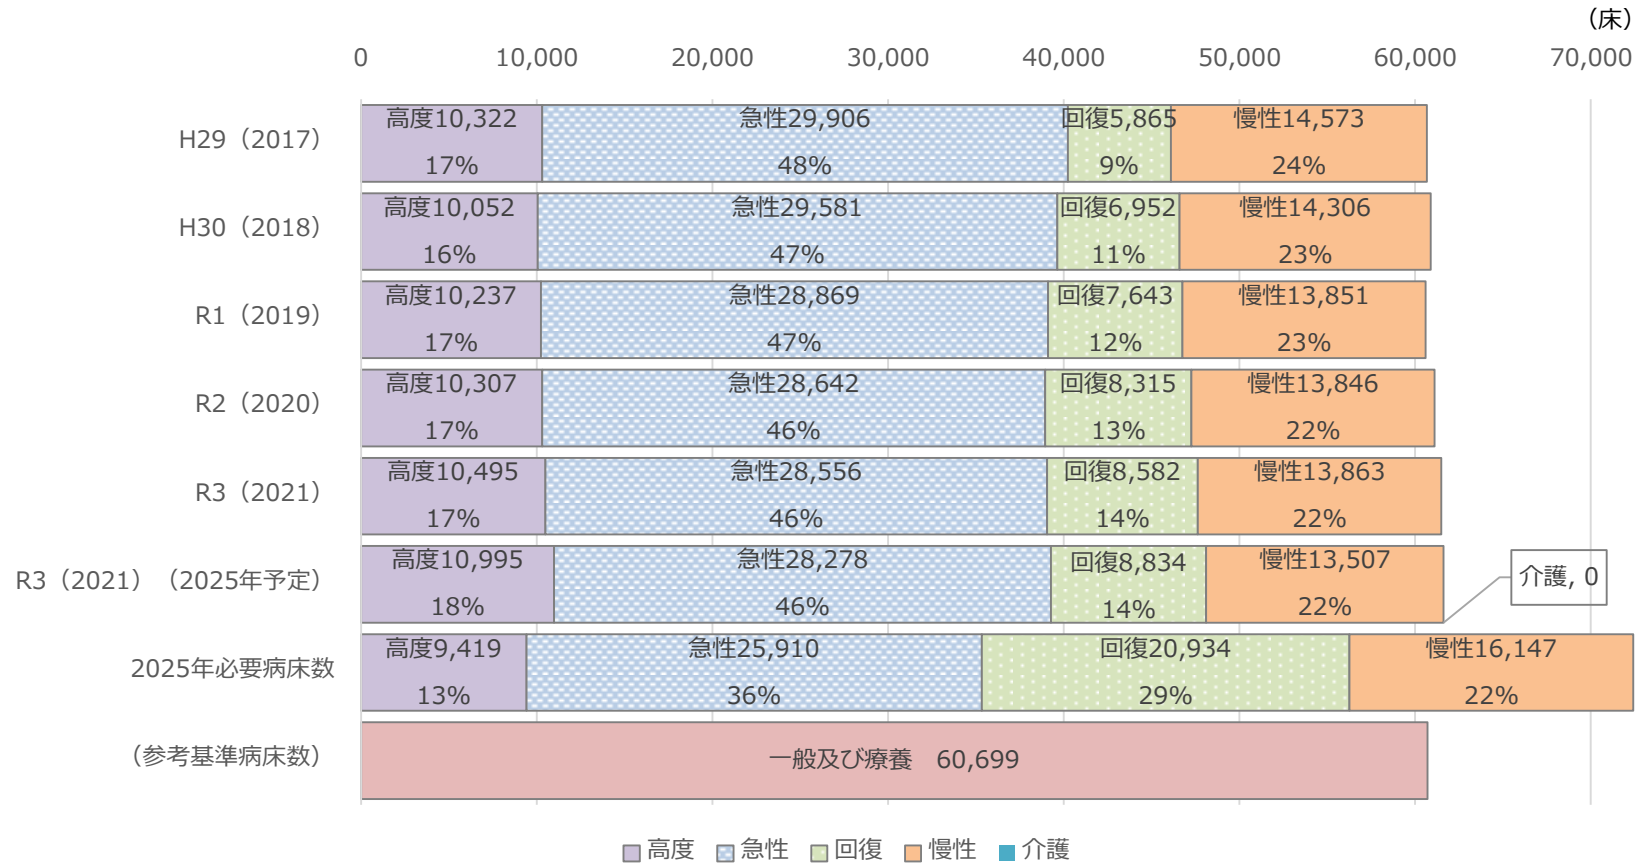 （床）
0 10,000 20,000 30,000 40,000 50,000 60,000 70,000
H29（2017）
高度10,322 急性29,906 回復5,865 慢性14,573
17% 48% 9% 24%
H30（2018）
高度10,052 急性29,581 回復6,952 慢性14,306
16% 47% 11% 23%
R1（2019）
高度10,237 急性28,869 回復7,643 慢性13,851
17% 47% 12% 23%
R2（2020）
高度10,307 急性28,642 回復8,315 慢性13,846
17% 46% 13% 22%
R3（2021）
高度10,495 急性28,556 回復8,582 慢性13,863
17% 46% 14% 22%
R3（2021）（2025年予定）
高度10,995 急性28,278 回復8,834 慢性13,507
18% 46% 14% 22%
介護, 0
2025年必要病床数
高度9,419 急性25,910 回復20,934 慢性16,147
13% 36% 29% 22%
（参考基準病床数）
一般及び療養　60,699
高度 急性 回復 慢性 介護